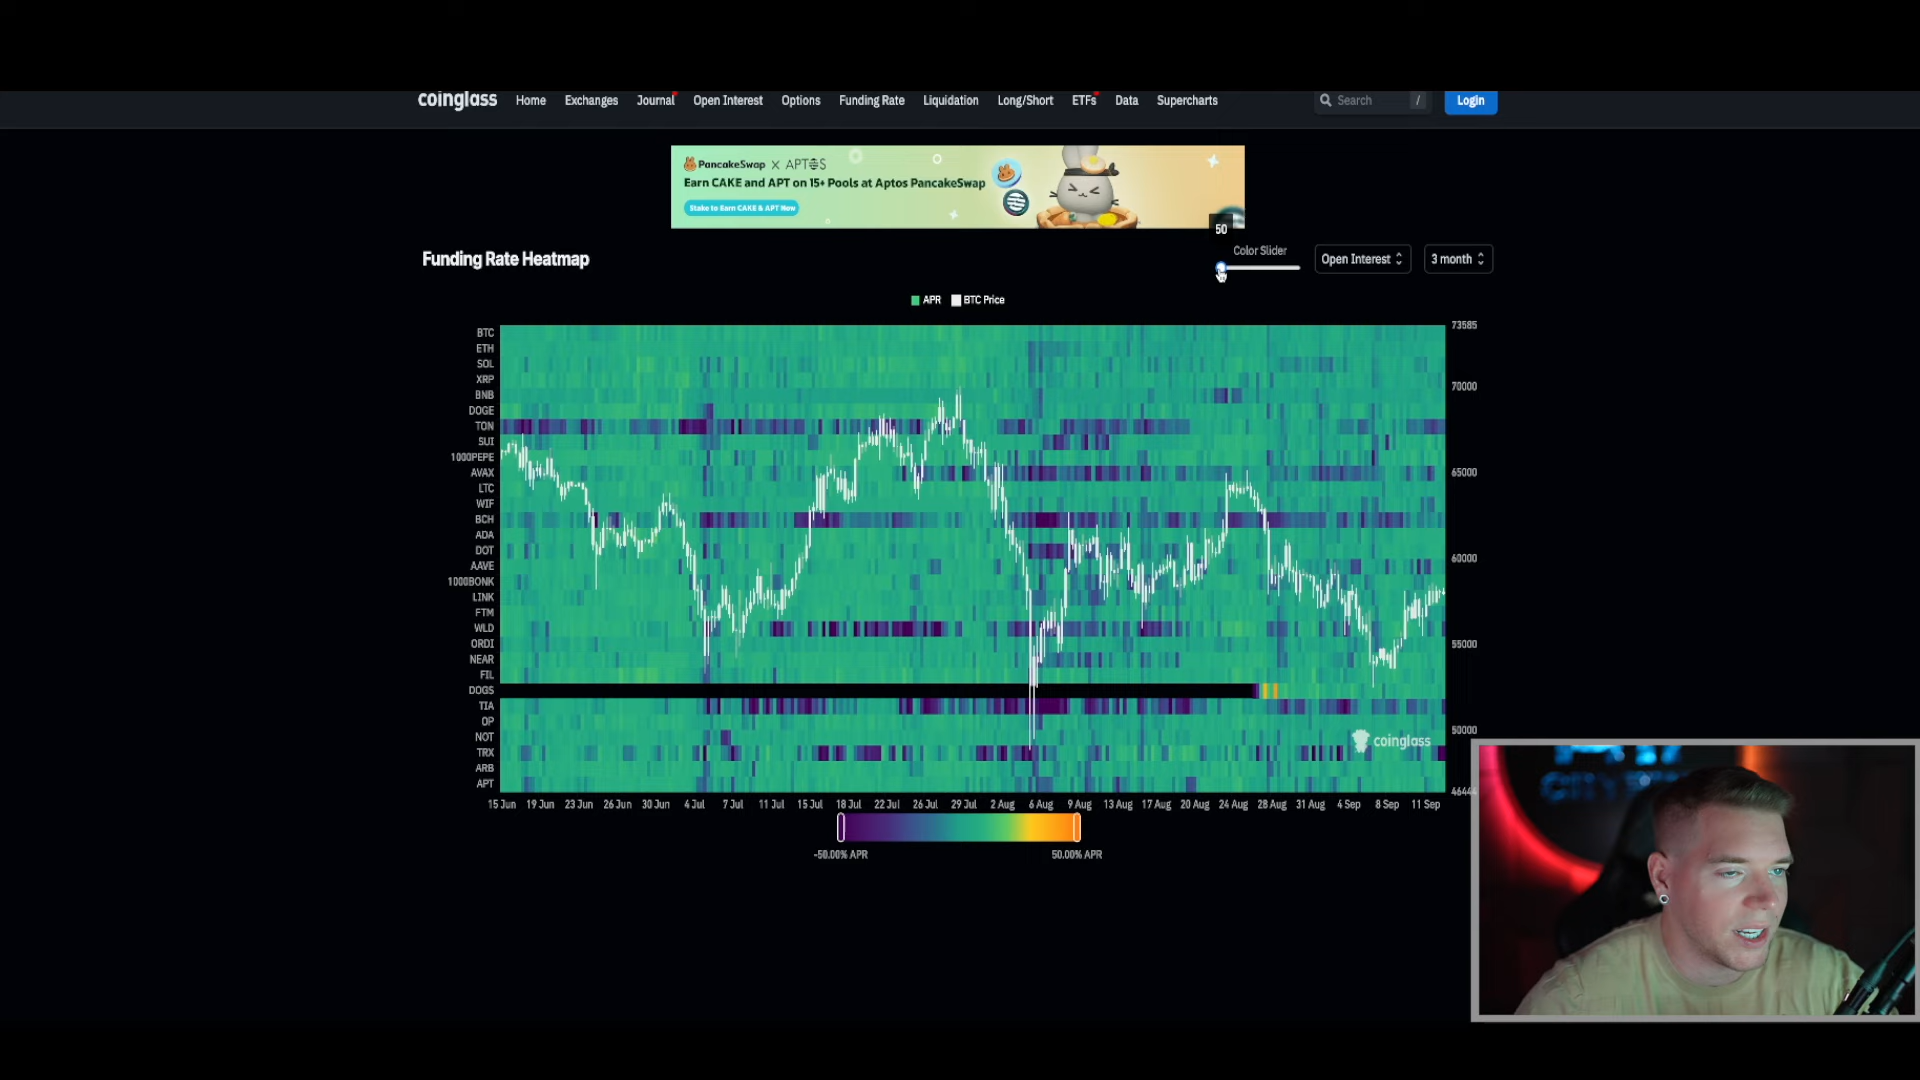 coinglass Home Exchanges Journal Open Interest Options Funding Rate Liquidation Long/Short ETFs Data Supercharts Search / Login
PancakeSwap X APTOS
Earn CAKE and APT on 15+ Pools at Aptos PancakeSwap
Stake to Earn CAKE & APT Now
50
Color Slider
Funding Rate Heatmap
Open Interest
3 month
APR BTC Price
BTC
ETH
SOL
XRP
BNB
DOGE
TON
SUI
1000PEPE
AVAX
LTC
WIF
BCH
ADA
DOT
AAVE
1000BONK
LINK
FTM
WLD
ORDI
NEAR
FIL
DOGS
TIA
OP
NOT
TRX
ARB
APT
73585
70000
65000
60000
55000
50000
coinglass
15 Jun 19 Jun 23 Jun 26 Jun 30 Jun 4 Jul 7 Jul 11 Jul 15 Jul 18 Jul 22 Jul 26 Jul 29 Jul 2 Aug 6 Aug 9 Aug 13 Aug 17 Aug 20 Aug 24 Aug 28 Aug 31 Aug 4 Sep 8 Sep 11 Sep
-50.00% APR
50.00% APR